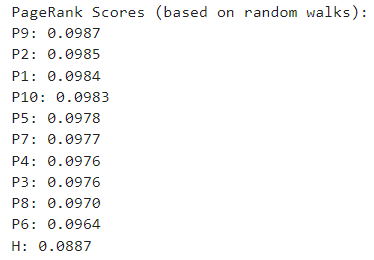 PageRank Scores (based on random walks):
P9: 0.0987
P2: 0.0985
P1: 0.0984
P10: 0.0983
P5: 0.0978
P7: 0.0977
P4: 0.0976
P3: 0.0976
P8: 0.0970
P6: 0.0964
H: 0.0887